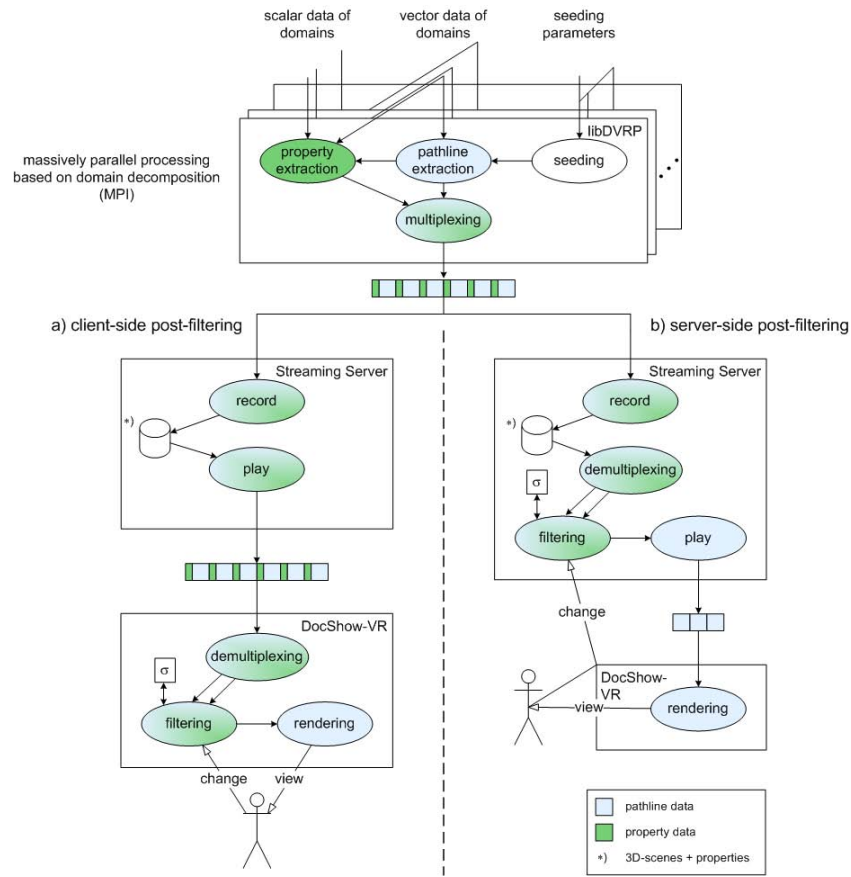 scalar data of
domains
vector data of
domains
seeding
parameters
libDVRP
massively parallel processing
based on domain decomposition
(MPI)
property
extraction
pathline
extraction
seeding
multiplexing
a) client-side post-filtering
b) server-side post-filtering
Streaming Server
record
*)
play
DocShow-VR
demultiplexing
σ
filtering
rendering
change
view
Streaming Server
record
*)
demultiplexing
σ
filtering
play
change
DocShow-
VR
view
rendering
pathline data
property data
*) 3D-scenes + properties